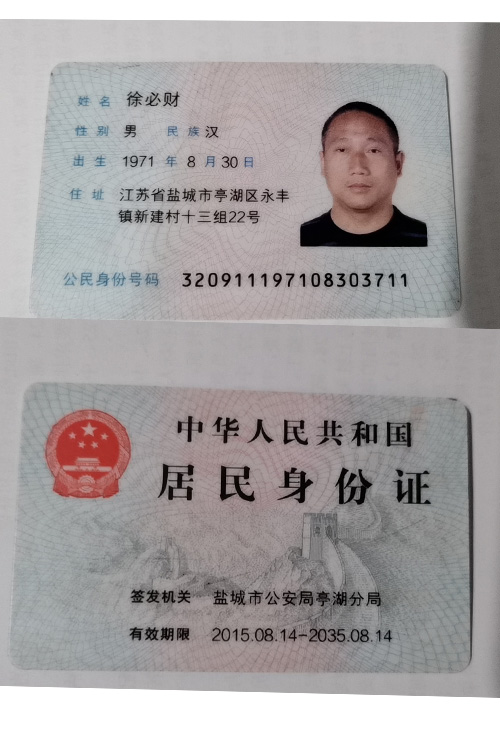 姓名 徐必财
性别 男 民族 汉
出生 1971 年 8 月 30 日
住址 江苏省盐城市亭湖区永丰
镇新建村十三组22号
公民身份号码 320911197108303711
中华人民共和国
居民身份证
签发机关 盐城市公安局亭湖分局
有效期限 2015.08.14-2035.08.14